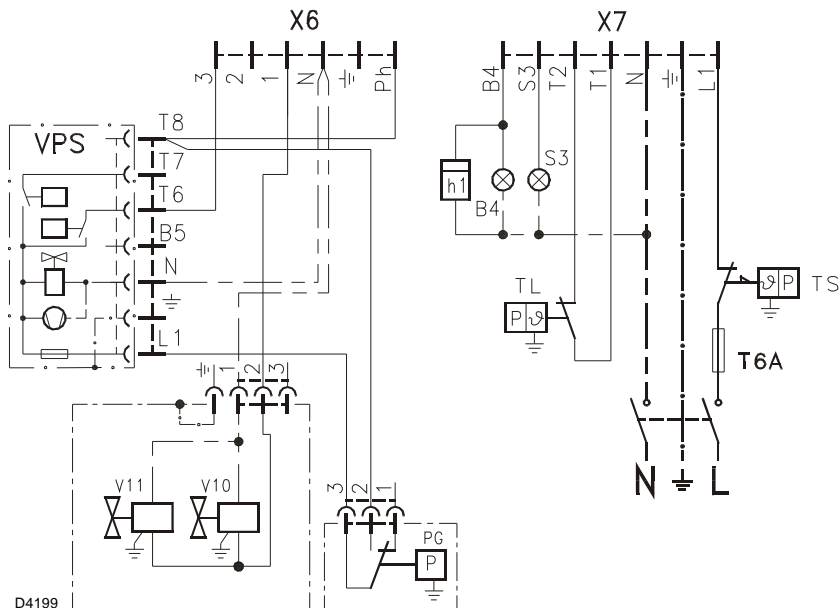 X6
X7
3
2
1
N
Ph
B4
S3
T2
T1
N
L1
VPS
T8
T7
T6
B5
N
L1
h1
B4
S3
TL
P ϑ
ϑ P
TS
T6A
1
2
3
N
L
V11
V10
3
2
1
PG
P
D4199